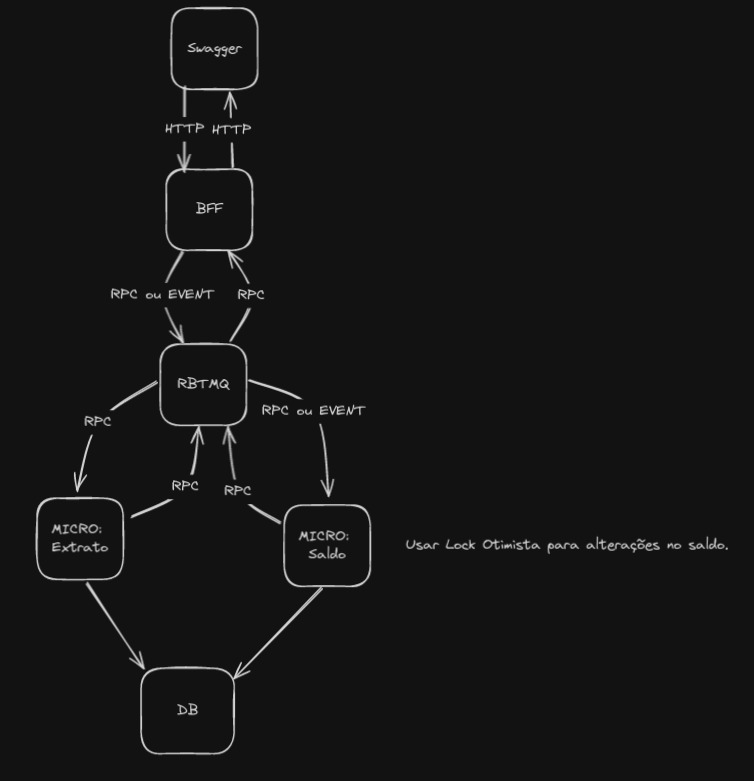 Swagger
HTTP HTTP
BFF
RPC ou EVENT RPC
RBTMQ
RPC ou EVENT
RPC
RPC
RPC
MICRO:
Extrato
MICRO:
Saldo
Usar Lock Otimista para alterações no saldo.
DB